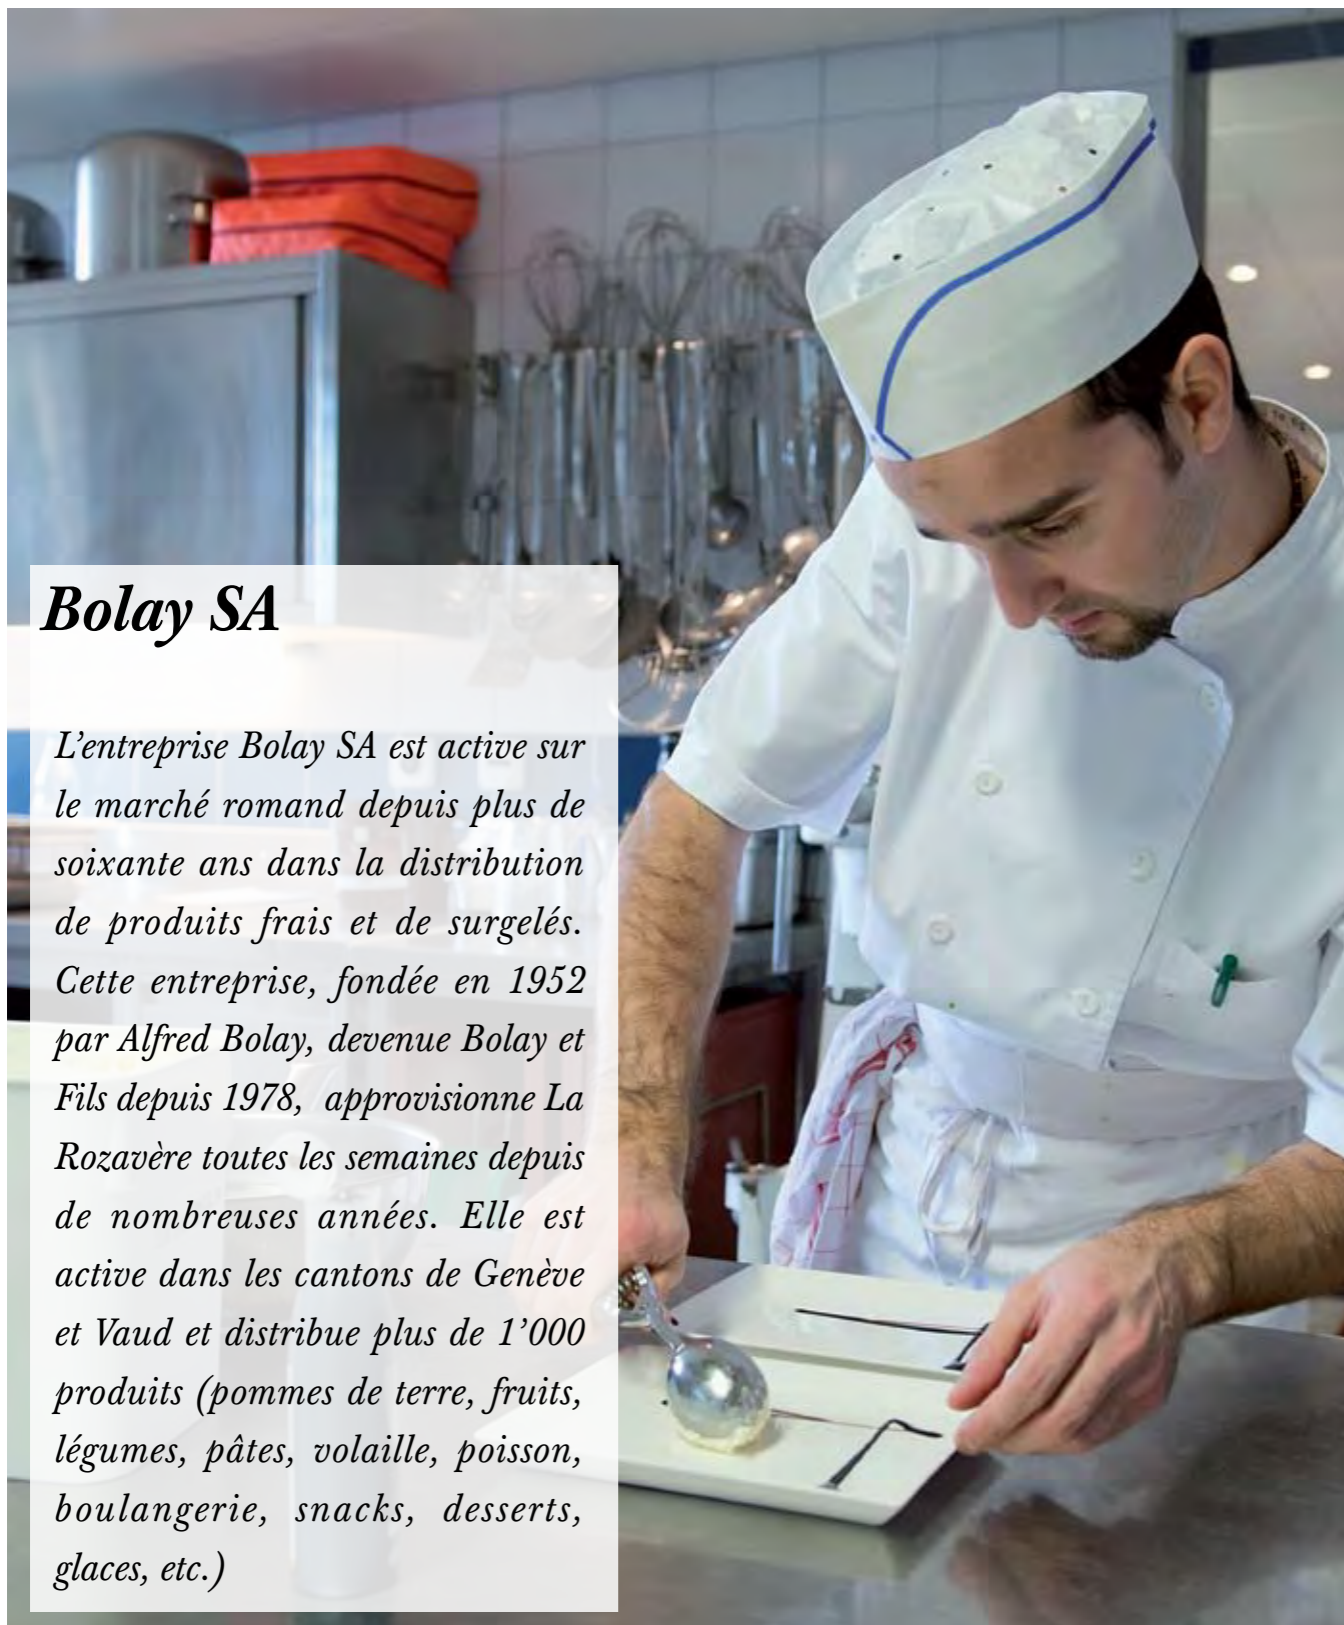 Bolay SA
L’entreprise Bolay SA est active sur
le marché romand depuis plus de
soixante ans dans la distribution
de produits frais et de surgelés.
Cette entreprise, fondée en 1952
par Alfred Bolay, devenue Bolay et
Fils depuis 1978, approvisionne La
Rozavère toutes les semaines depuis
de nombreuses années. Elle est
active dans les cantons de Genève
et Vaud et distribue plus de 1’000
produits (pommes de terre, fruits,
légumes, pâtes, volaille, poisson,
boulangerie, snacks, desserts,
glaces, etc.)